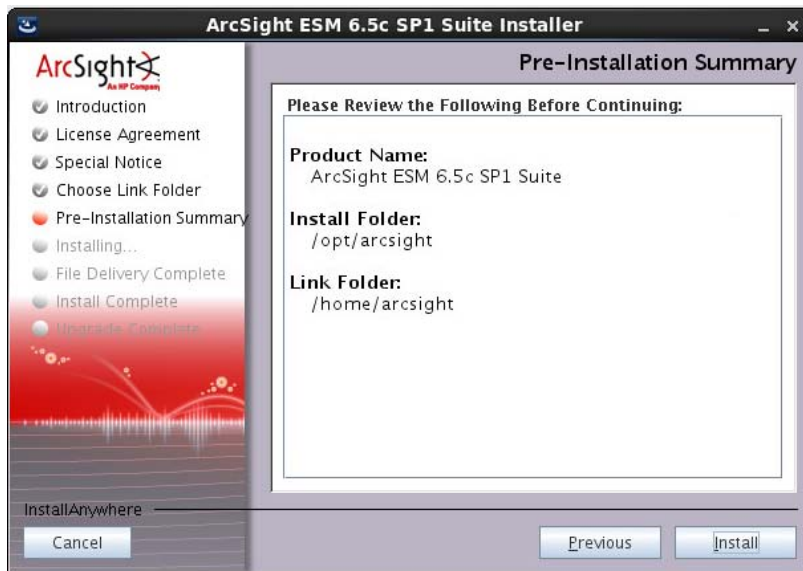 ArcSight ESM 6.5c SP1 Suite Installer
ArcSight
An HP Company
Pre-Installation Summary
Introduction
License Agreement
Special Notice
Choose Link Folder
Pre-Installation Summary
Installing...
File Delivery Complete
Install Complete
Upgrade Complete
Please Review the Following Before Continuing:
Product Name:
ArcSight ESM 6.5c SP1 Suite
Install Folder:
/opt/arcsight
Link Folder:
/home/arcsight
InstallAnywhere
Cancel
Previous
Install